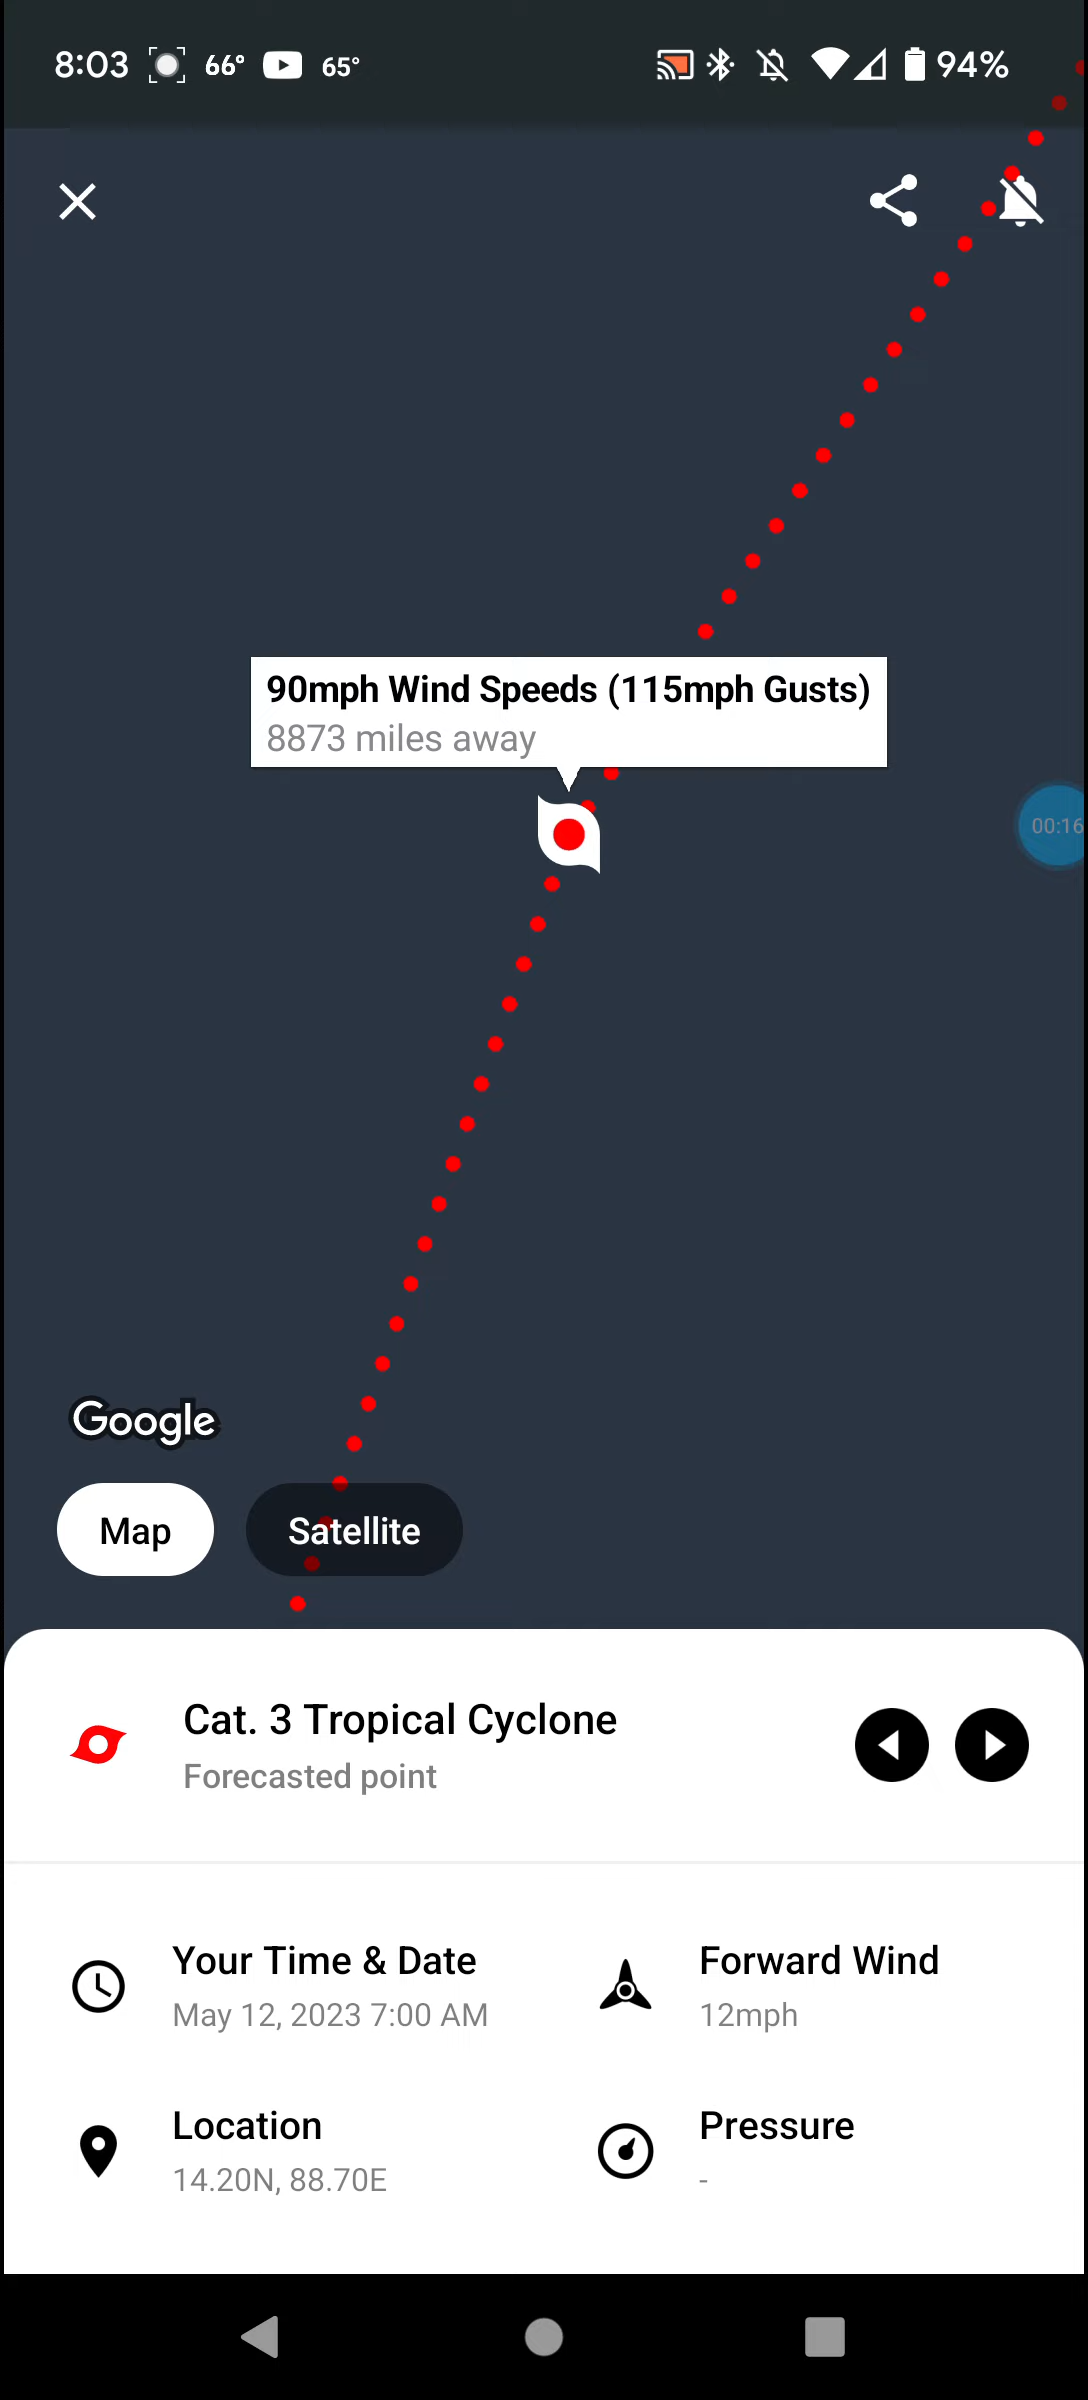 8:03 66° 65° 94%
90mph Wind Speeds (115mph Gusts)
8873 miles away
00:16
Google
Map Satellite
Cat. 3 Tropical Cyclone
Forecasted point
Your Time & Date
May 12, 2023 7:00 AM
Forward Wind
12mph
Location
14.20N, 88.70E
Pressure
-